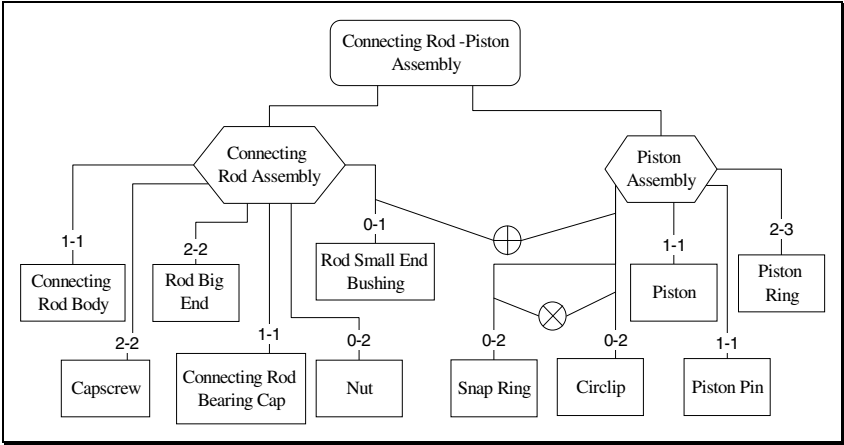 Connecting Rod -Piston
Assembly
Connecting
Rod Assembly
Piston
Assembly
1-1
2-2
0-1
1-1
2-3
Connecting
Rod Body
Rod Big
End
Rod Small End
Bushing
Piston
Piston
Ring
2-2
1-1
0-2
0-2
0-2
1-1
Capscrew
Connecting Rod
Bearing Cap
Nut
Snap Ring
Circlip
Piston Pin